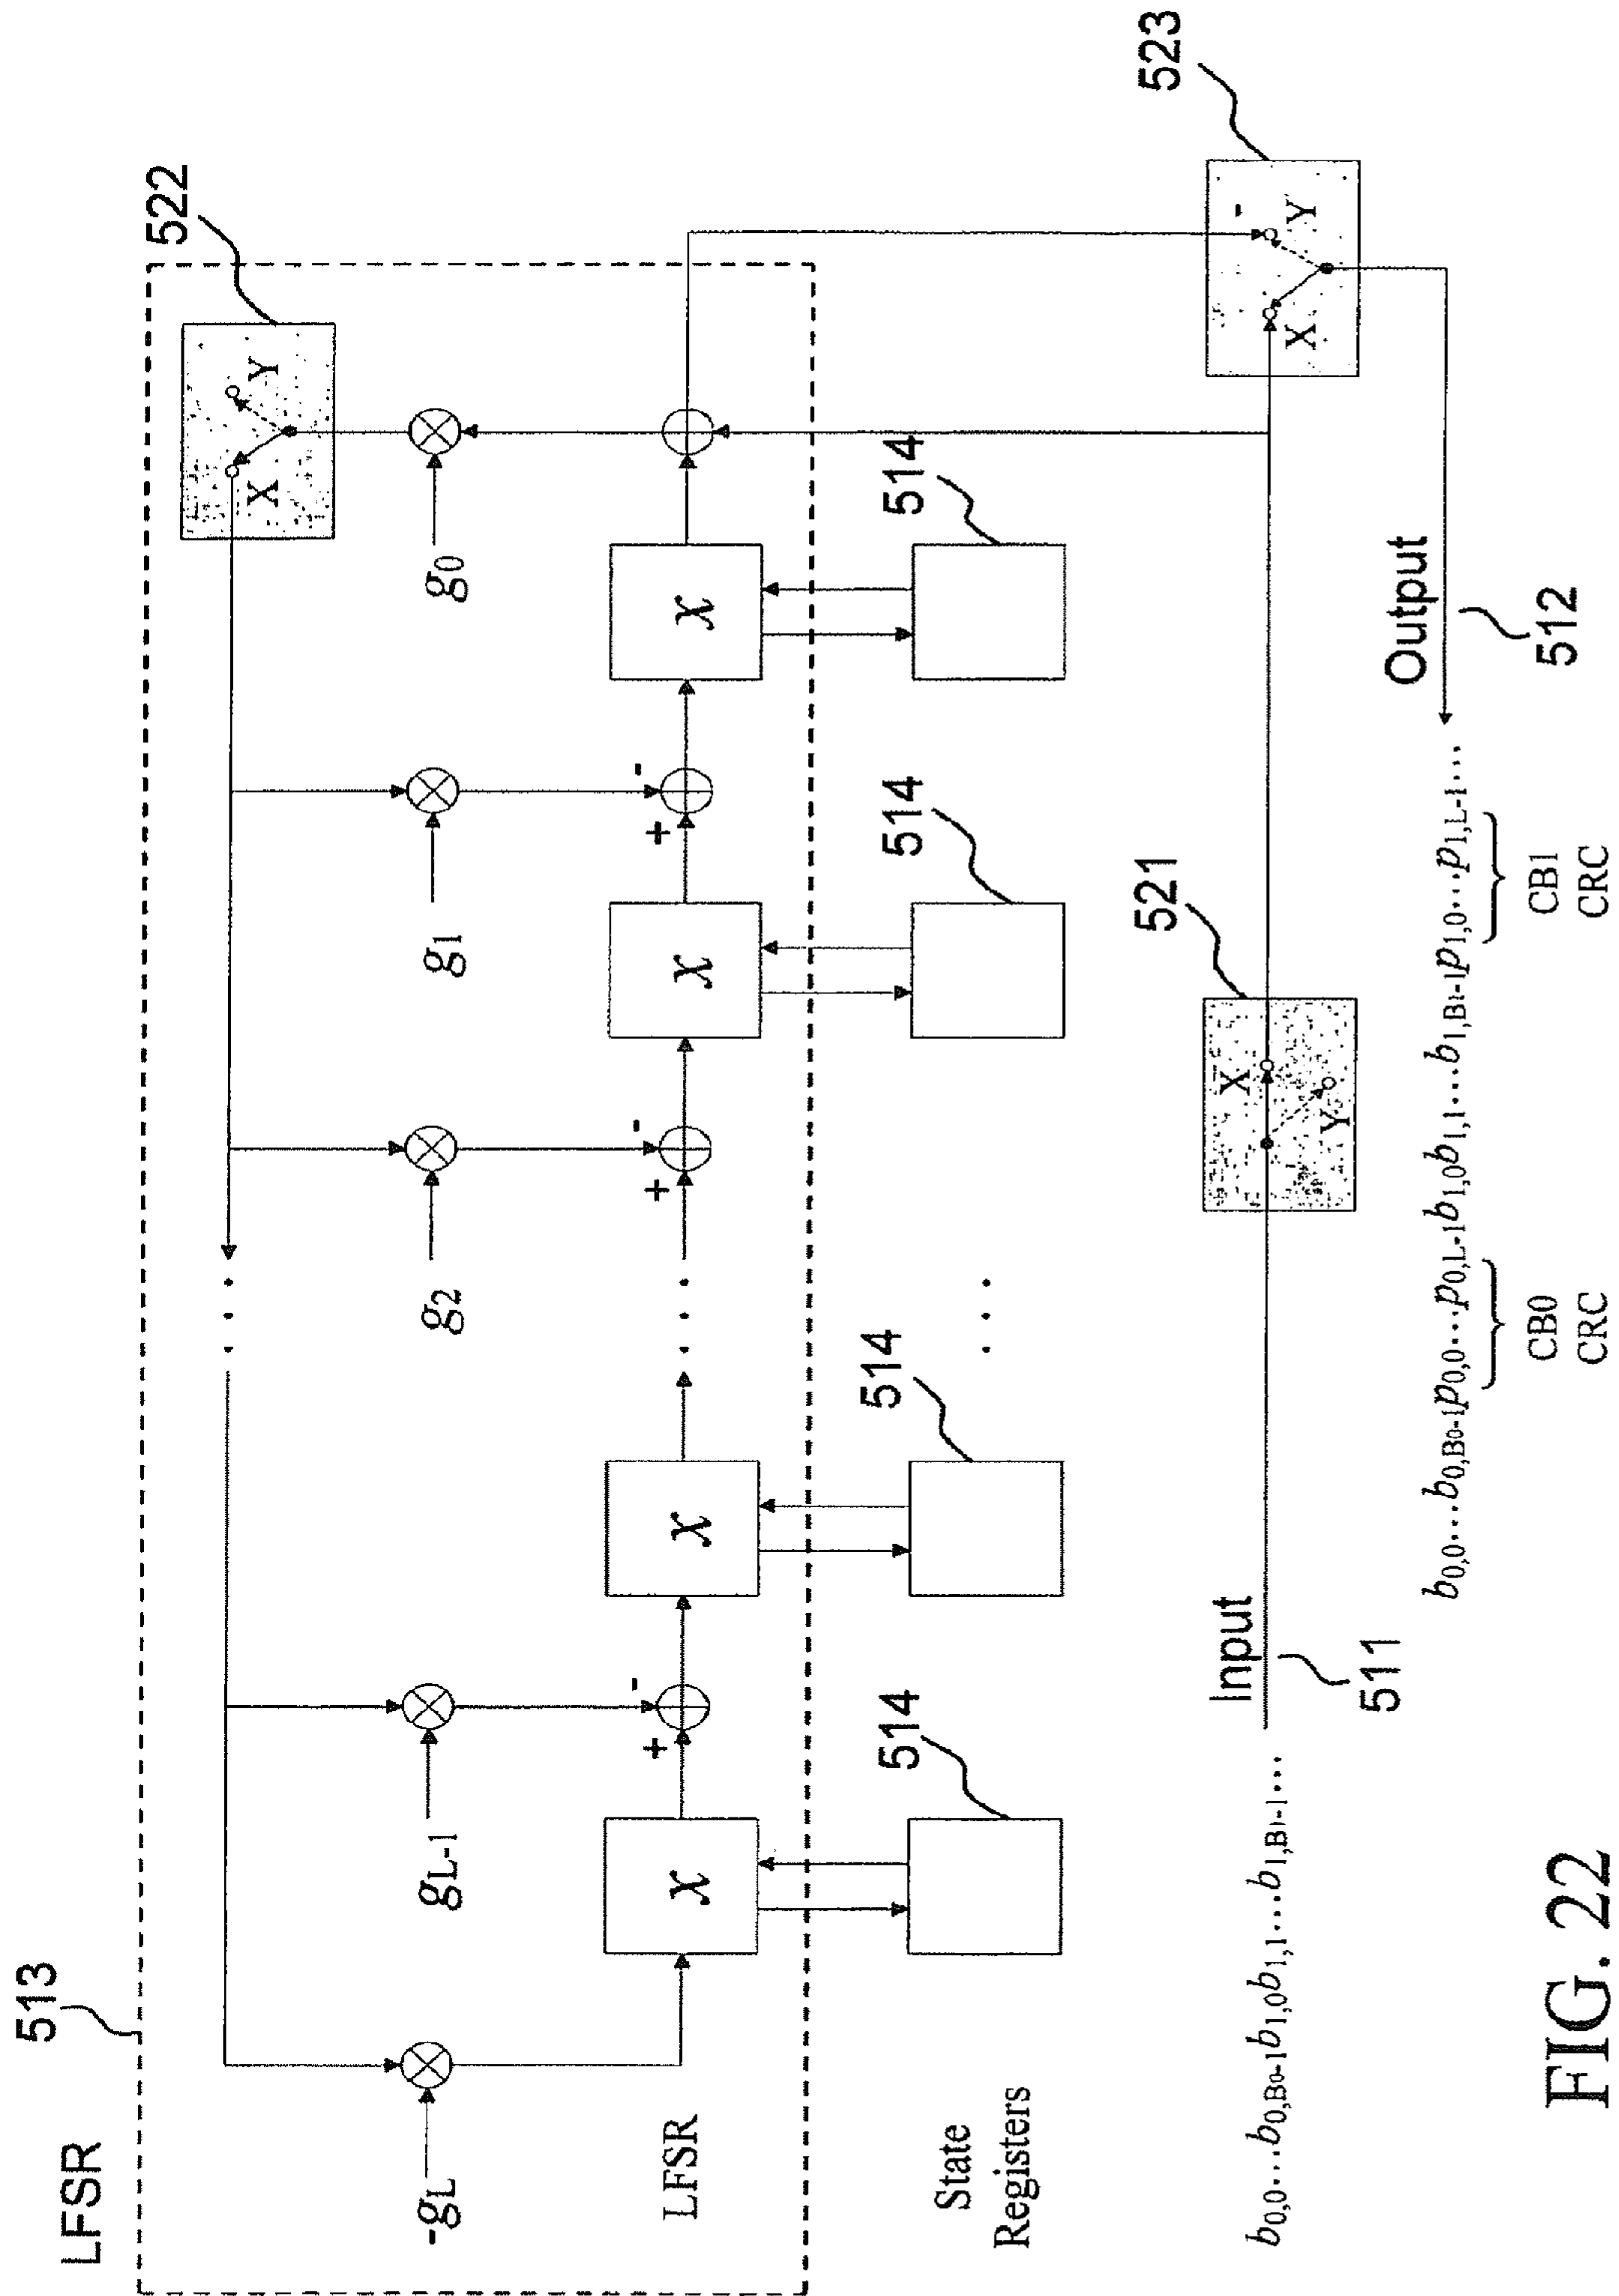 LFSR
513
522
X
Y
-gL
gL-1
g2
g1
g0
-
+
-
+
-
+
-
LFSR
x
x
x
x
State
Registers
514
514
514
514
523
X
Y
-
Input
511
521
X
Y
b0,0...b0,B0-1b1,0b1,1...b1,B1-1...
Output
512
b0,0...b0,B0-1p0,0...p0,L-1b1,0b1,1...b1,B1-1p1,0...p1,L-1...
CB0
CRC
CB1
CRC
FIG. 22